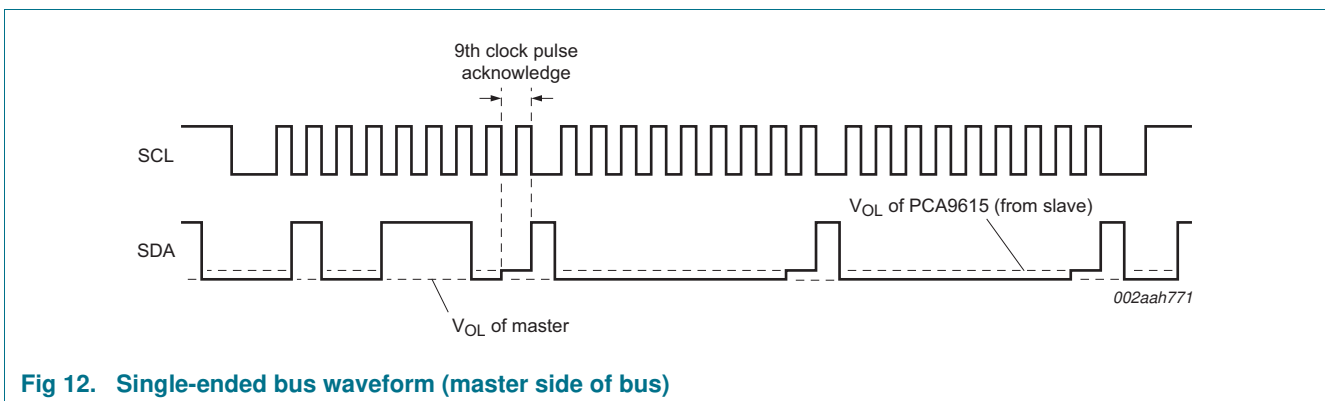 9th clock pulse
acknowledge
SCL
VOL of PCA9615 (from slave)
SDA
002aah771
VOL of master
Fig 12. Single-ended bus waveform (master side of bus)